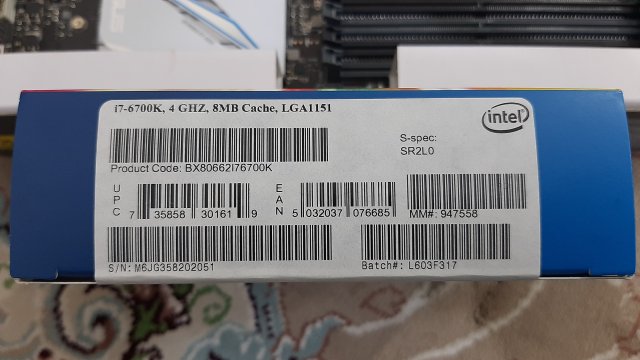 i7-6700K, 4 GHZ, 8MB Cache, LGA1151
intel
S-spec:
SR2L0
Product Code: BX80662I76700K
UPC 7 35858 30161 9
EAN 5 032037 076685
MM#: 947558
S/N: M6JG358202051
Batch#: L603F317